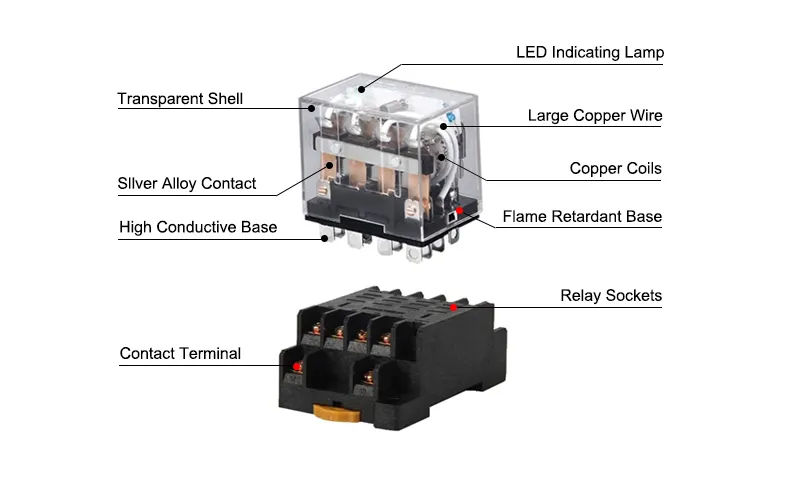 LED Indicating Lamp
Transparent Shell
Large Copper Wire
Copper Coils
SIlver Alloy Contact
Flame Retardant Base
High Conductive Base
Relay Sockets
Contact Terminal